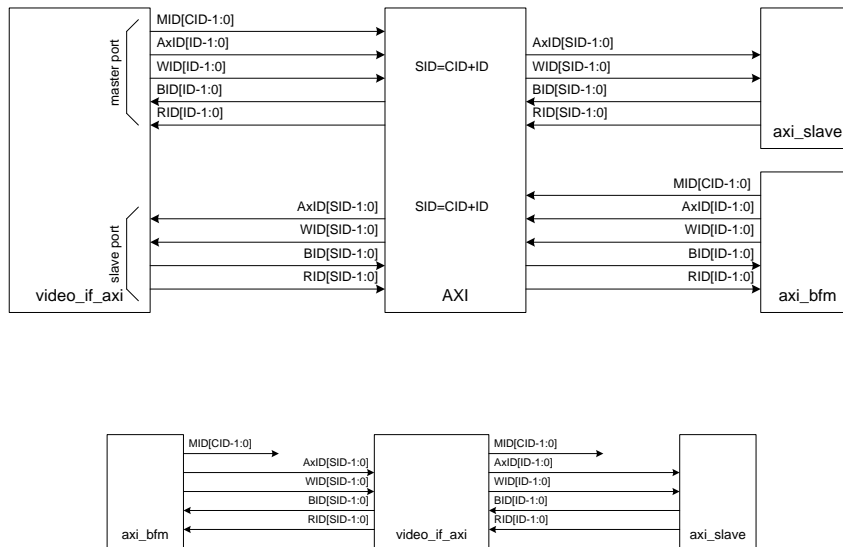 MID[CID-1:0]
AxID[ID-1:0]
WID[ID-1:0]
BID[ID-1:0]
RID[ID-1:0]
master port
SID=CID+ID
AxID[SID-1:0]
WID[SID-1:0]
BID[SID-1:0]
RID[SID-1:0]
axi_slave
AxID[SID-1:0]
WID[SID-1:0]
BID[SID-1:0]
RID[SID-1:0]
slave port
video_if_axi
SID=CID+ID
AXI
MID[CID-1:0]
AxID[ID-1:0]
WID[ID-1:0]
BID[ID-1:0]
RID[ID-1:0]
axi_bfm
MID[CID-1:0]
AxID[SID-1:0]
WID[SID-1:0]
BID[SID-1:0]
RID[SID-1:0]
axi_bfm
video_if_axi
MID[CID-1:0]
AxID[ID-1:0]
WID[ID-1:0]
BID[ID-1:0]
RID[ID-1:0]
axi_slave